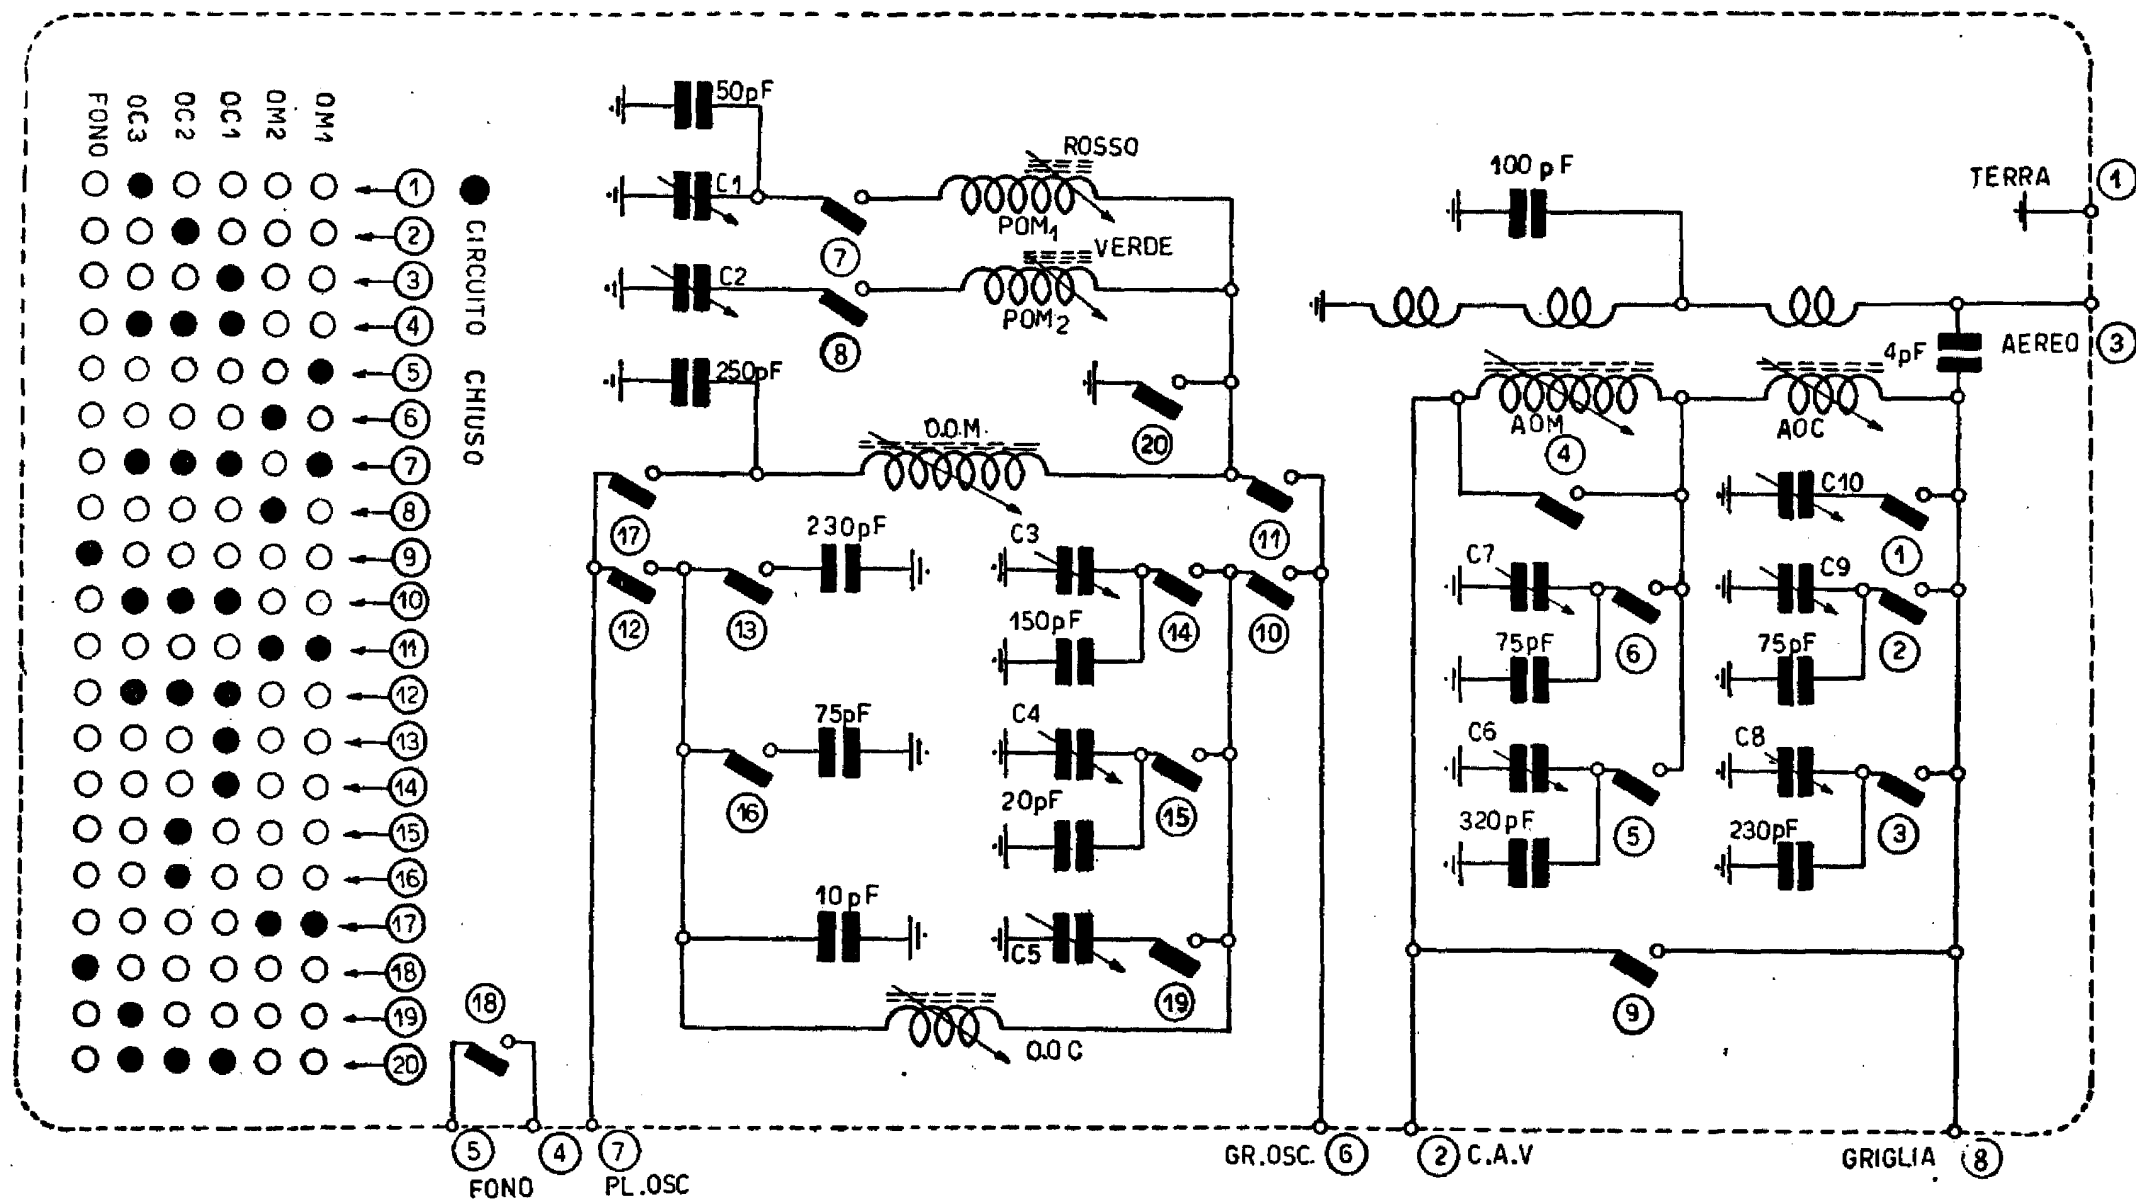 FONO
OC3
OC2
OC1
OM2
OM1
CIRCUITO CHIUSO
1
2
3
4
5
6
7
8
9
10
11
12
13
14
15
16
17
18
19
20
18
5
4
FONO
7
PL.OSC
50pF
C1
7
ROSSO
POM1
C2
8
VERDE
POM2
250pF
20
O.O.M.
17
11
230pF
C3
12
13
150pF
14
10
75pF
C4
16
20pF
15
10pF
C5
19
O.O C
GR.OSC.
6
100 pF
TERRA
1
4pF
AEREO
3
AOM
4
AOC
C10
1
C7
6
C9
2
75pF
75pF
C6
5
C8
3
320pF
230pF
9
2
C.A.V
GRIGLIA
8